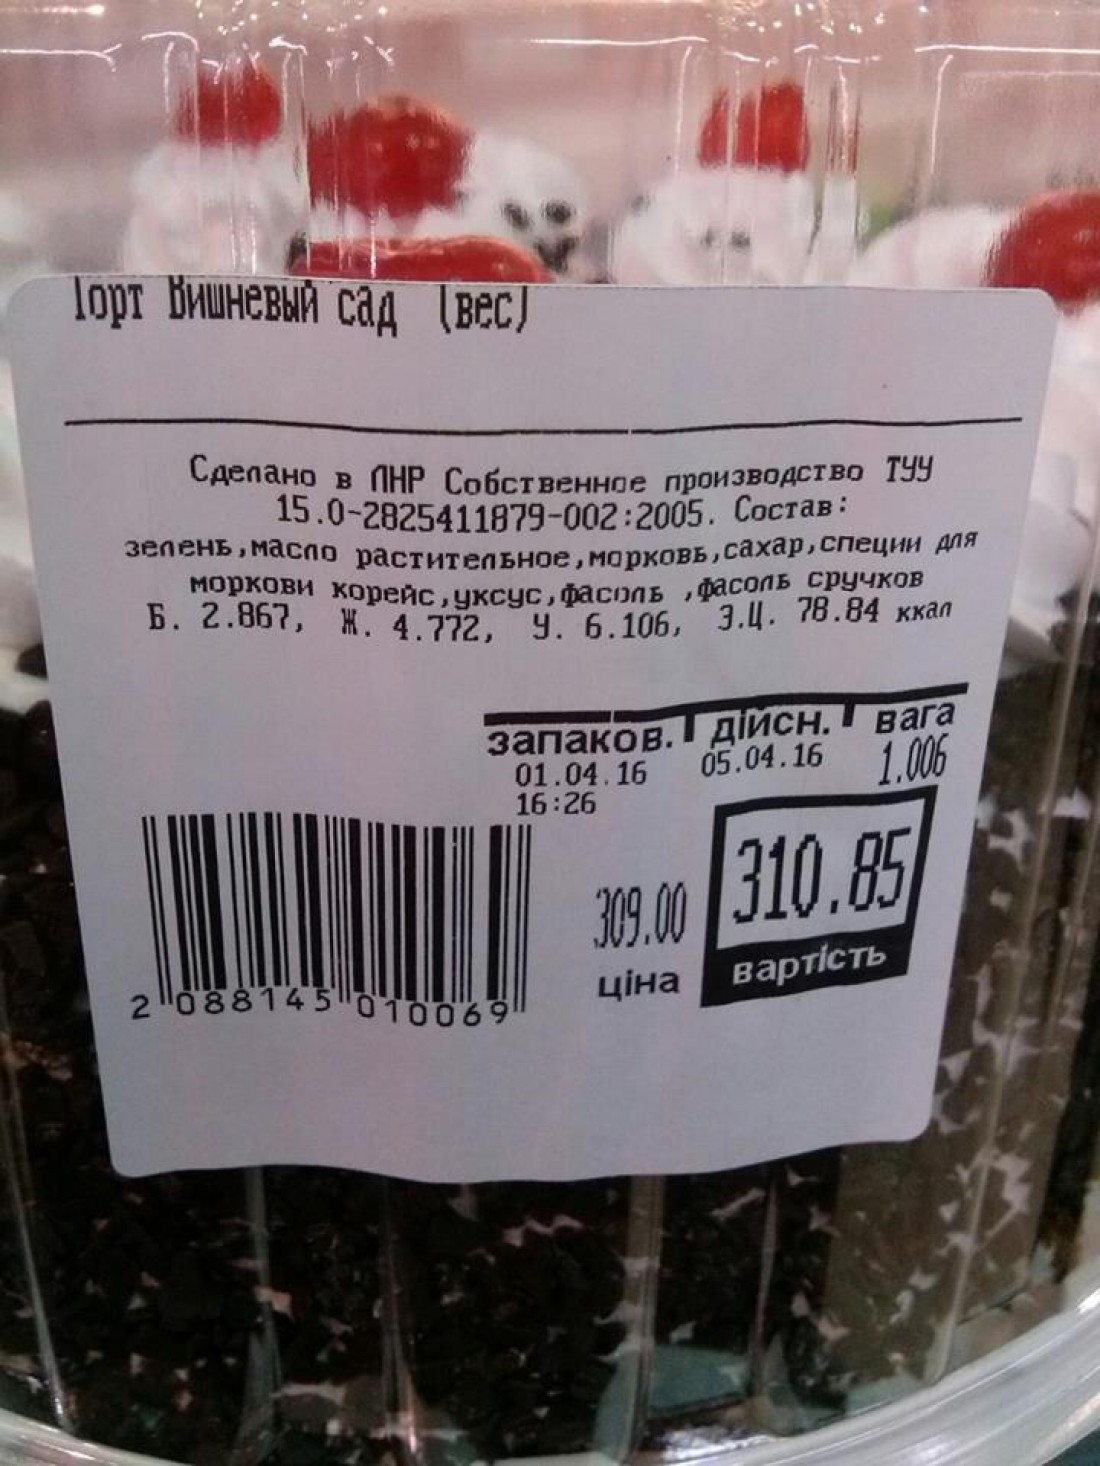 Торт Вишневый сад (вес)
Сделано в ЛНР Собственное производство ТУУ
15.0-2825411879-002:2005. Состав:
зелень,масло растительное,морковь,сахар,специи для
моркови корейс,уксус,фасоль ,фасоль сручков
Б. 2.867, Ж. 4.772, У. 6.106, Э.Ц. 78.84 ккал
запаков. дійсн. вага
01.04.16 05.04.16 1.006
16:26
309.00 310.85
ціна вартість
2 088145 010069